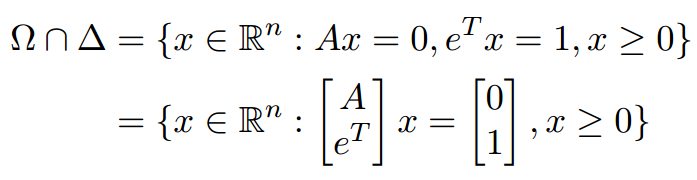 Ω ∩ Δ = {x ∈ ℝⁿ : Ax = 0, eᵀx = 1, x ≥ 0}
= {x ∈ ℝⁿ : [A; eᵀ] x = [0; 1], x ≥ 0}